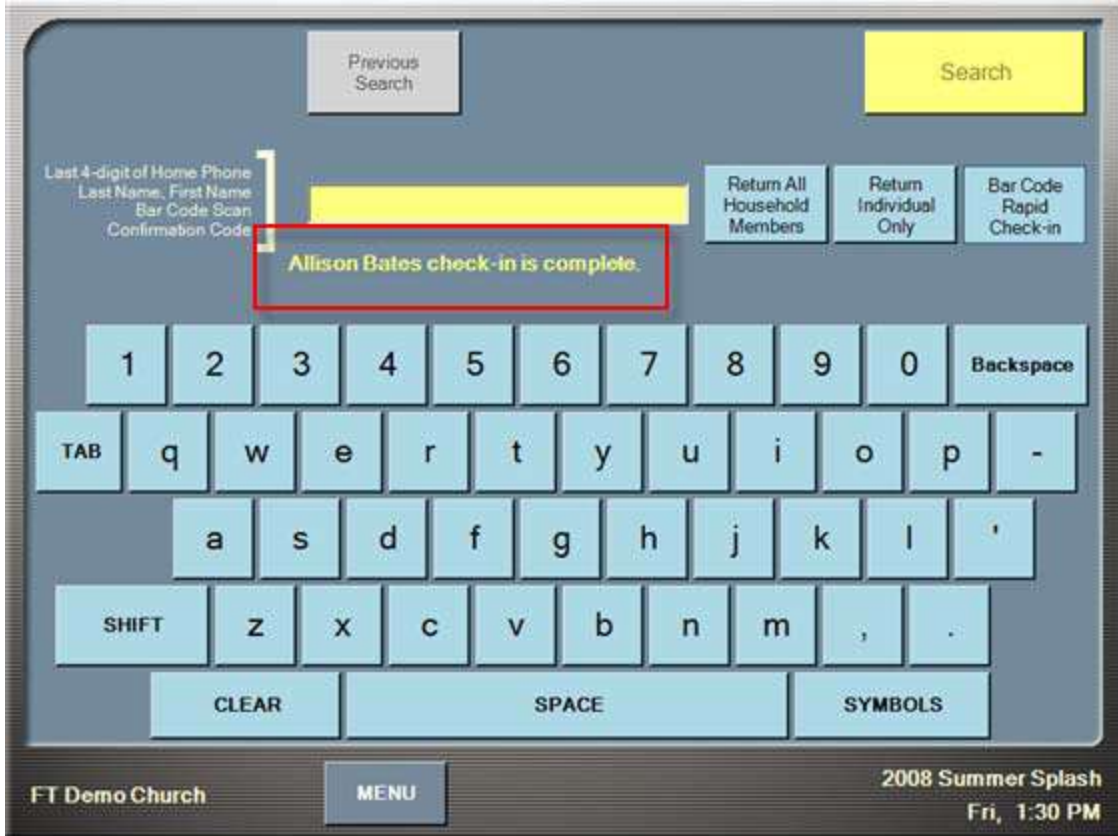 Previous
Search
Search
Last 4-digit of Home Phone
Last Name, First Name
Bar Code Scan
Confirmation Code
Return All
Household
Members
Return
Individual
Only
Bar Code
Rapid
Check-in
Allison Bates check-in is complete.
1 2 3 4 5 6 7 8 9 0 Backspace
TAB q w e r t y u i o p -
a s d f g h j k l '
SHIFT z x c v b n m , .
CLEAR SPACE SYMBOLS
FT Demo Church
MENU
2008 Summer Splash
Fri, 1:30 PM